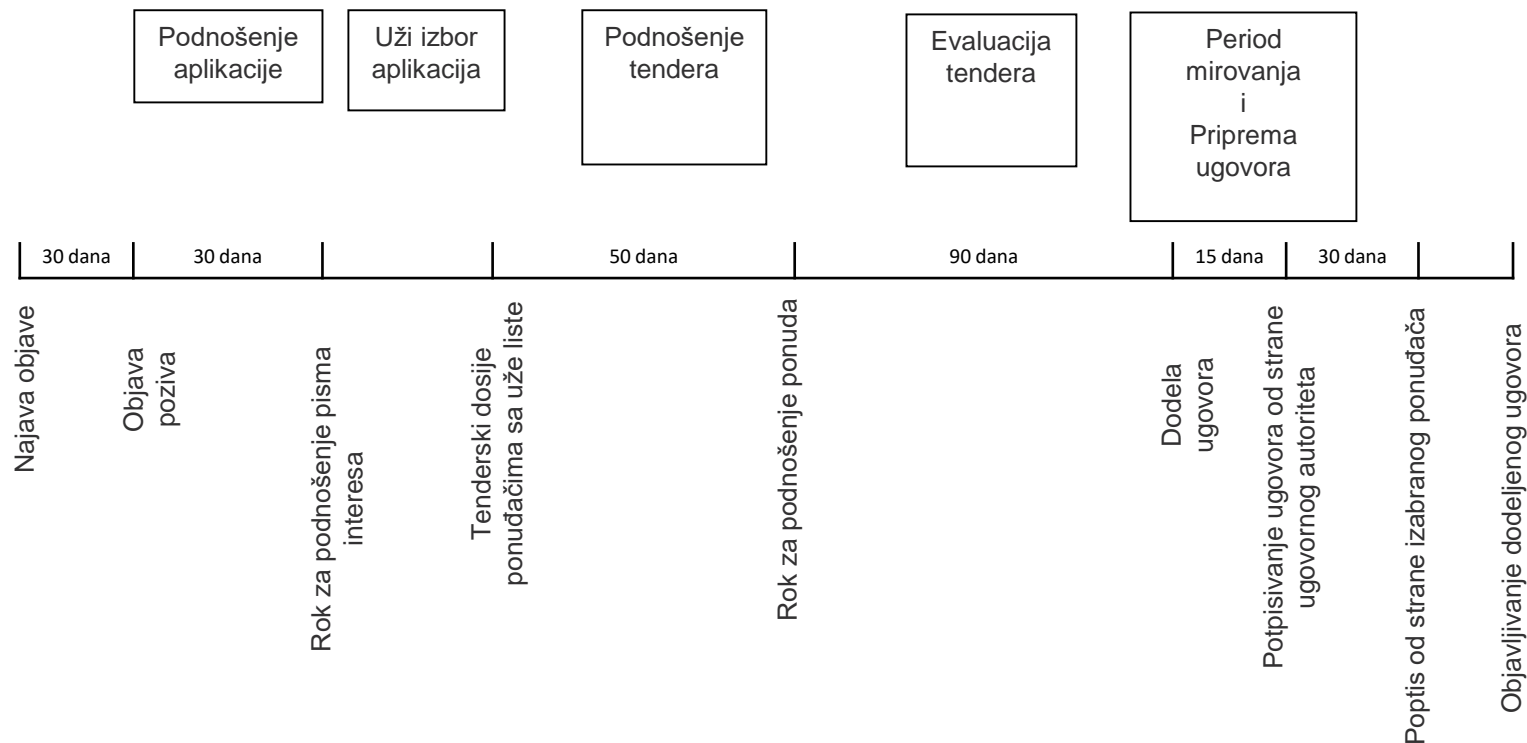 Podnošenje
aplikacije
Uži izbor
aplikacija
Podnošenje
tendera
Evaluacija
tendera
Period
mirovanja
i
Priprema
ugovora
30 dana
30 dana
50 dana
90 dana
15 dana
30 dana
Najava objave
Objava
poziva
Rok za podnošenje pisma
interesa
Tenderski dosije
ponuđačima sa uže liste
Rok za podnošenje ponuda
Dodela
ugovora
Potpisivanje ugovora od strane
ugovornog autoriteta
Poptis od strane izabranog ponuđača
Objavljivanje dodeljenog ugovora